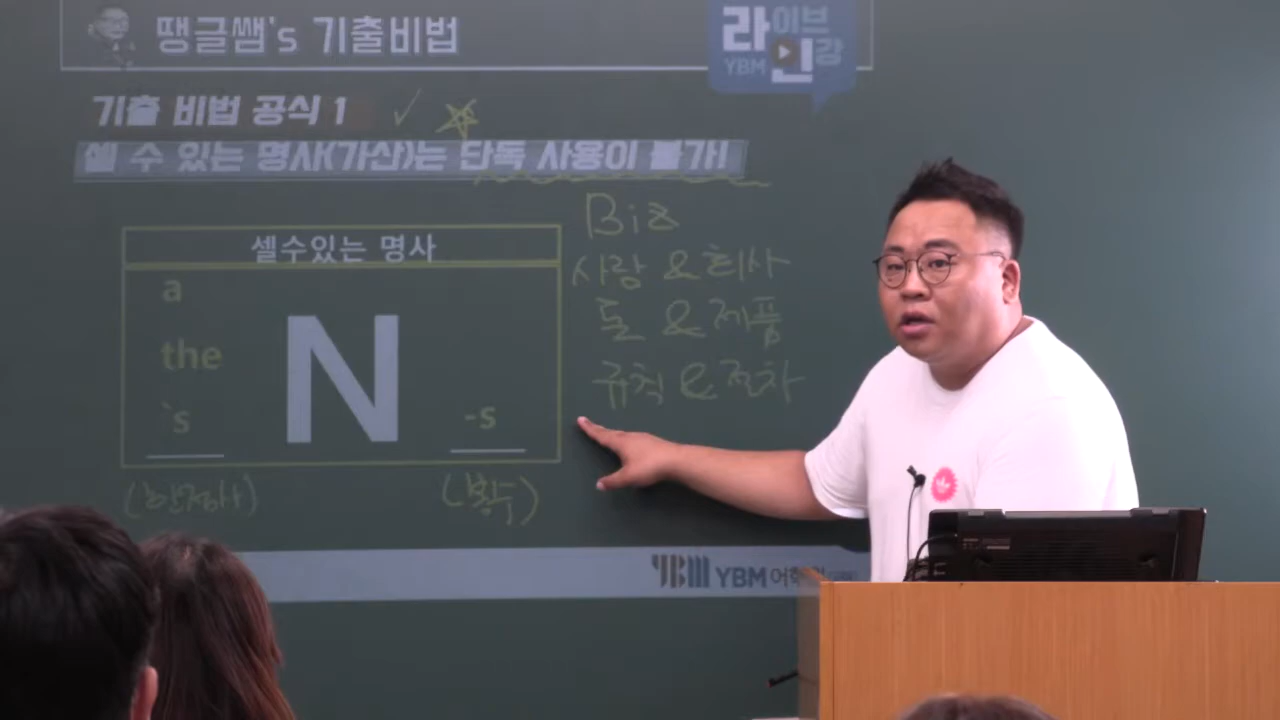 땡글쌤's 기출비법
라이브
YBM 인강
기출 비법 공식 1
셀 수 있는 명사(가산)는 단독 사용이 불가!
셀수있는 명사
a
the
's
N
-s
(한정사)
(복수)
Biz
사람 & 회사
돈 & 제품
규칙 & 절차
YBM YBM